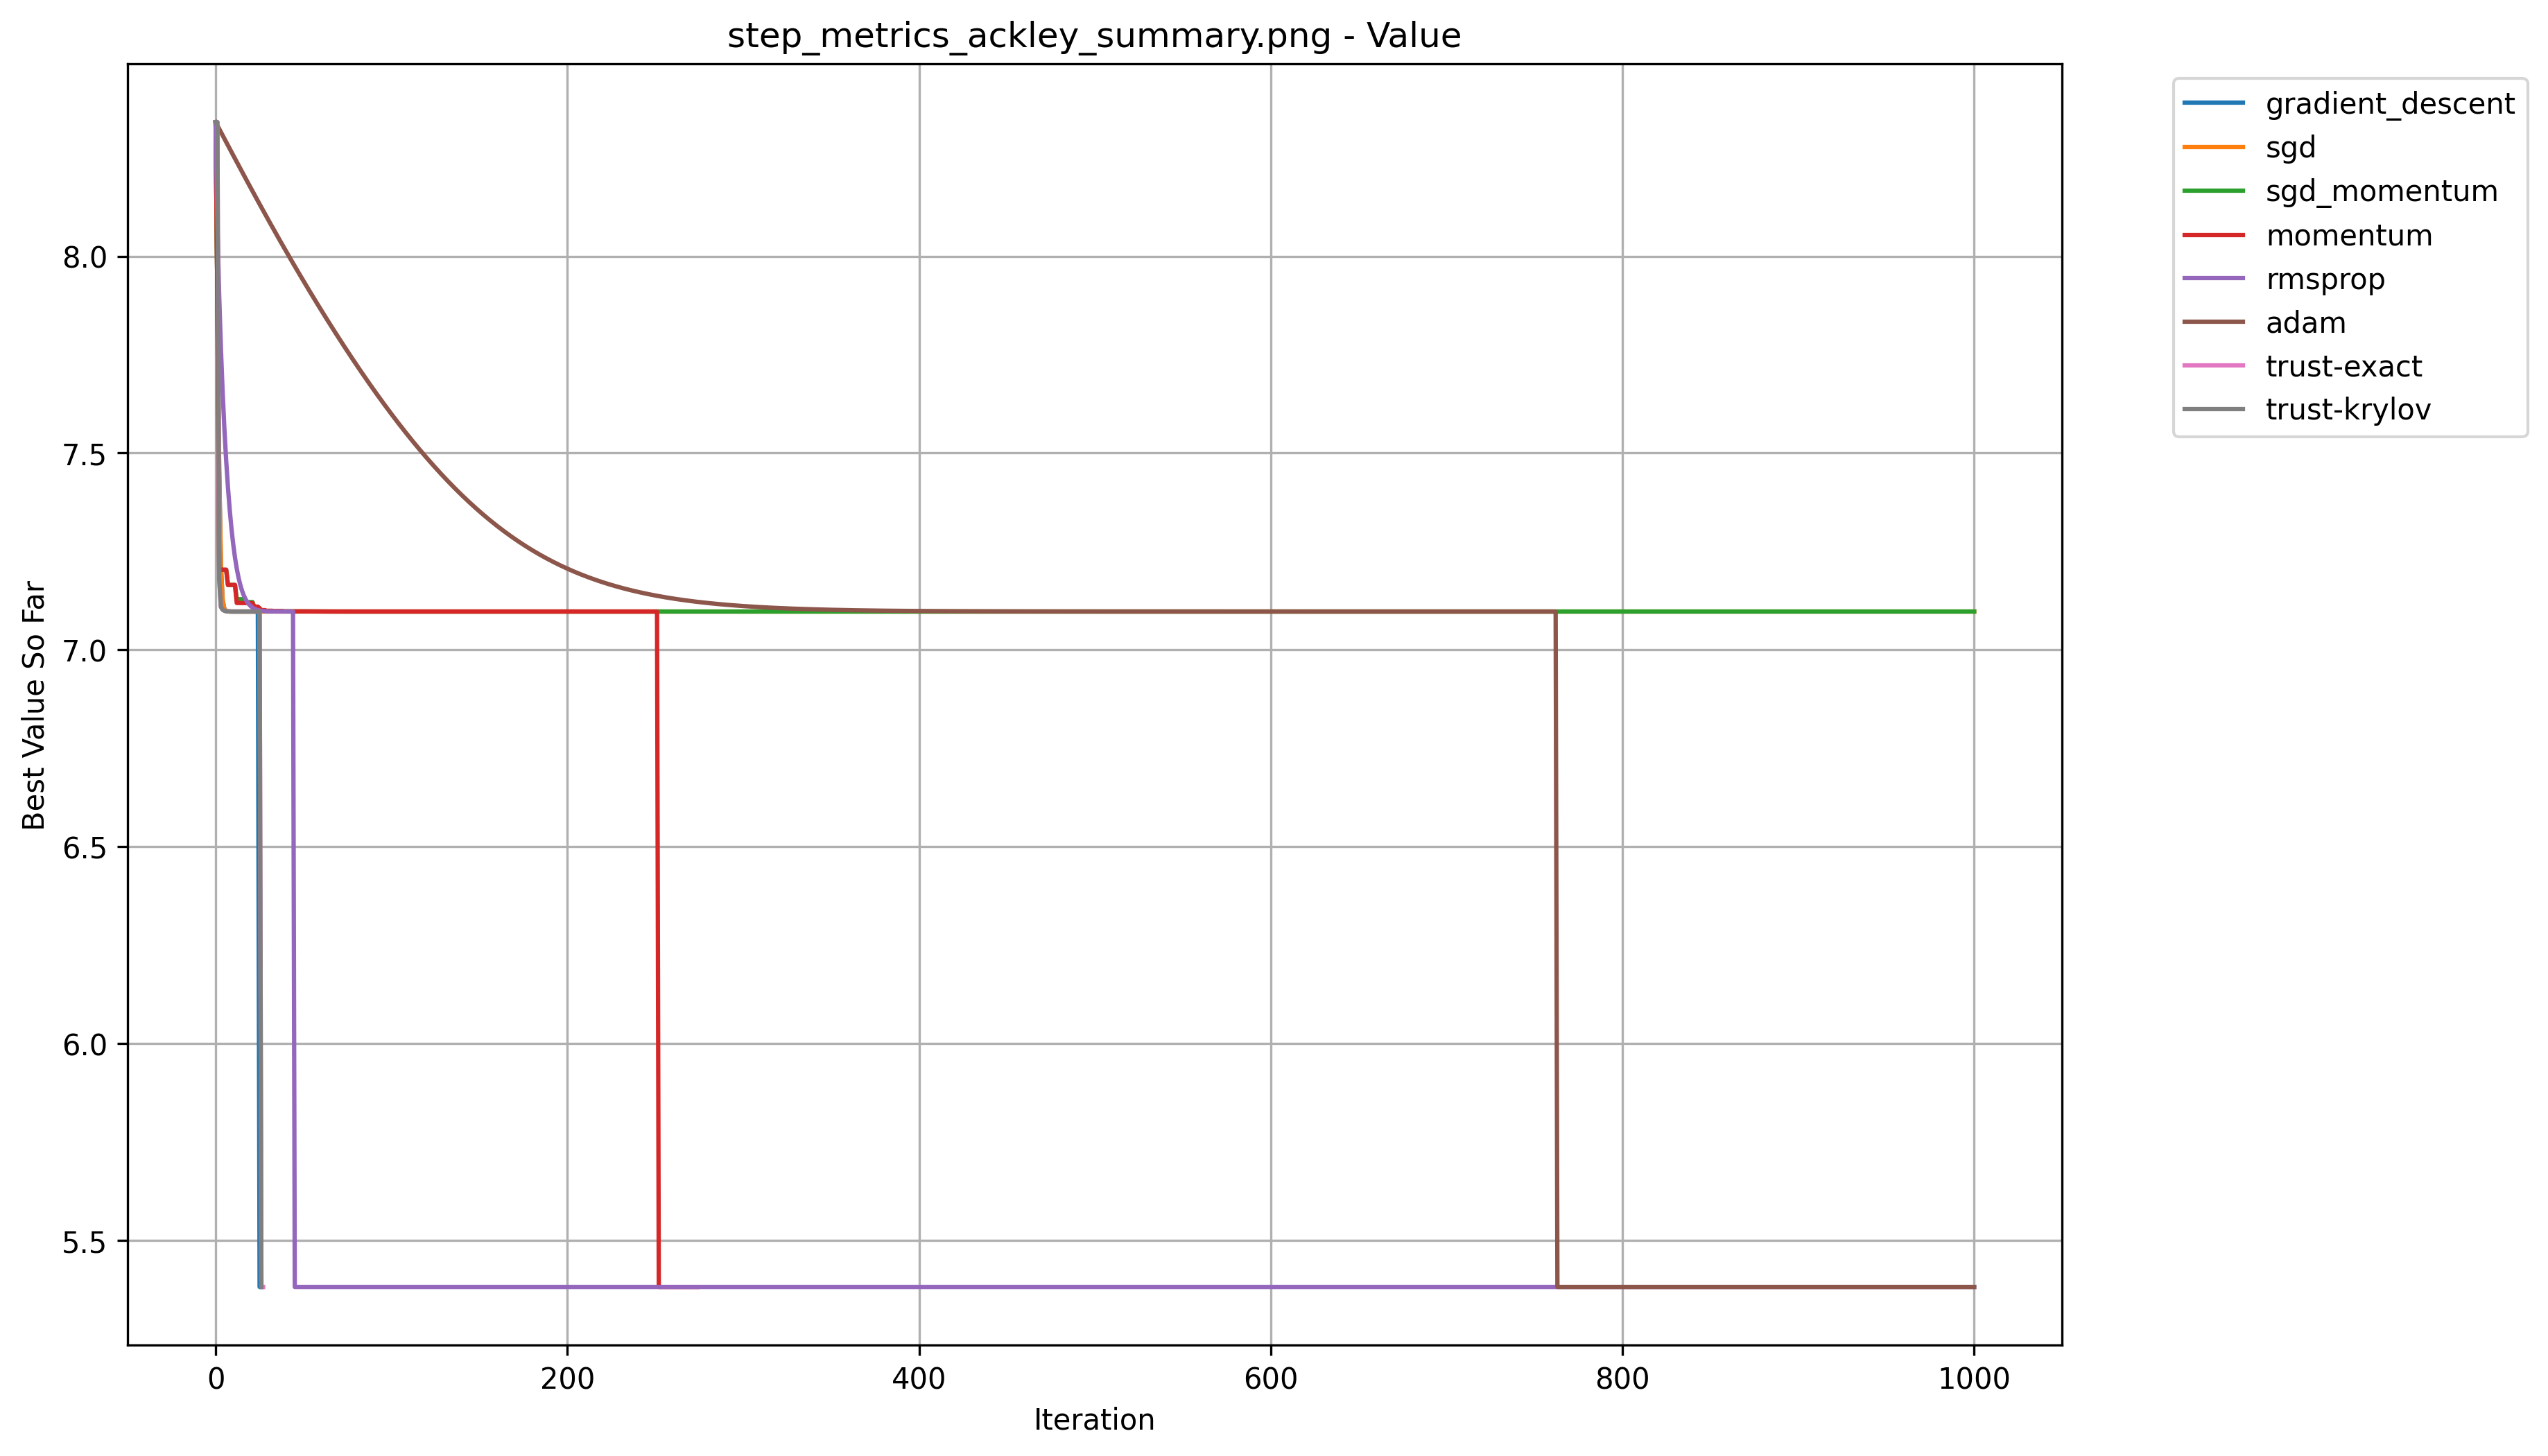 step_metrics_ackley_summary.png - Value
gradient_descent
sgd
sgd_momentum
momentum
rmsprop
adam
trust-exact
trust-krylov
Best Value So Far
8.0
7.5
7.0
6.5
6.0
5.5
0 200 400 600 800 1000
Iteration